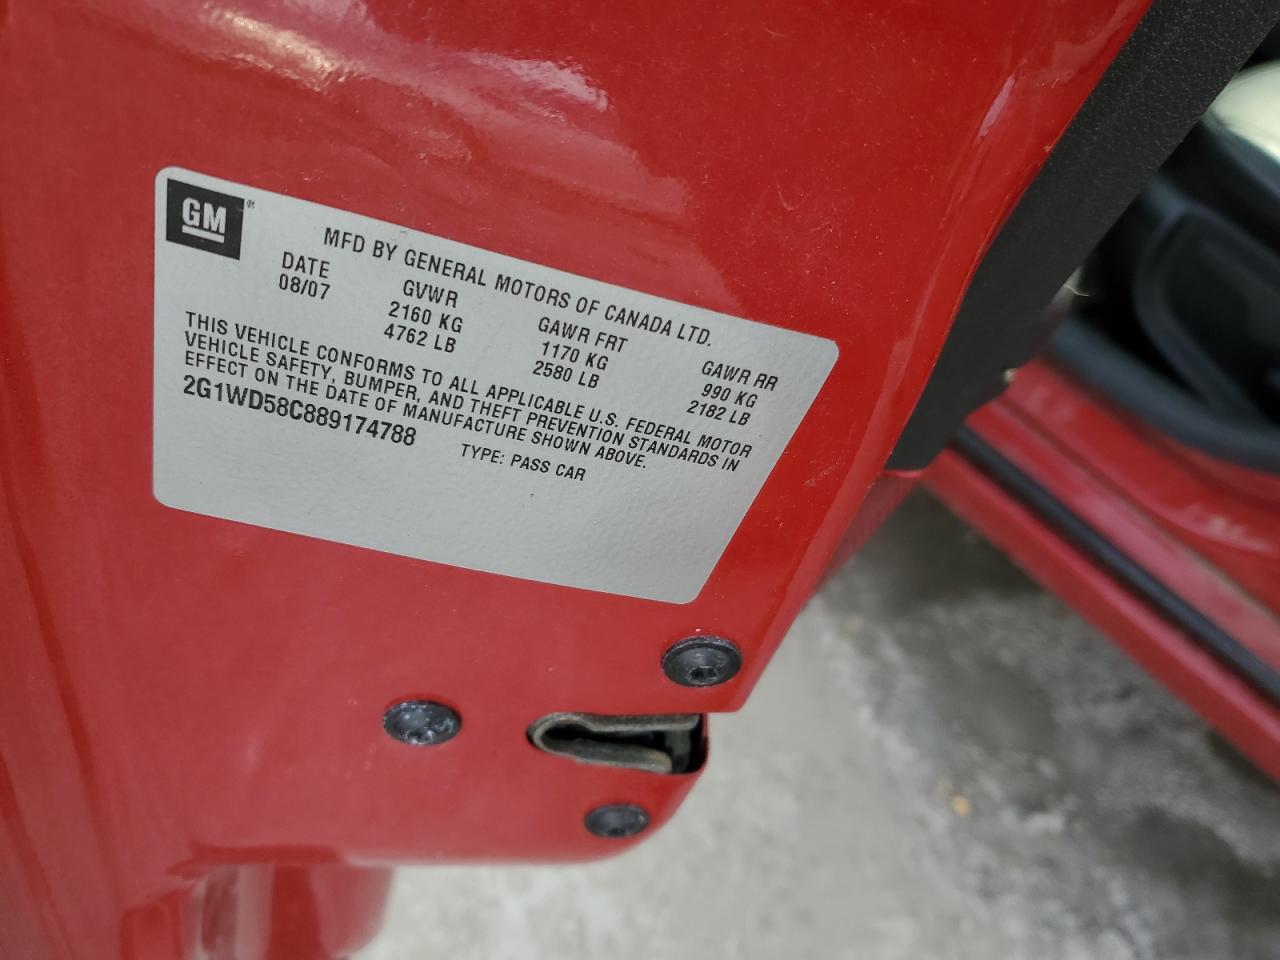 GM®
MFD BY GENERAL MOTORS OF CANADA LTD.
DATE GVWR GAWR FRT GAWR RR
08/07 2160 KG 1170 KG 990 KG
4762 LB 2580 LB 2182 LB
THIS VEHICLE CONFORMS TO ALL APPLICABLE U.S. FEDERAL MOTOR
VEHICLE SAFETY, BUMPER, AND THEFT PREVENTION STANDARDS IN
EFFECT ON THE DATE OF MANUFACTURE SHOWN ABOVE.
2G1WD58C889174788 TYPE: PASS CAR